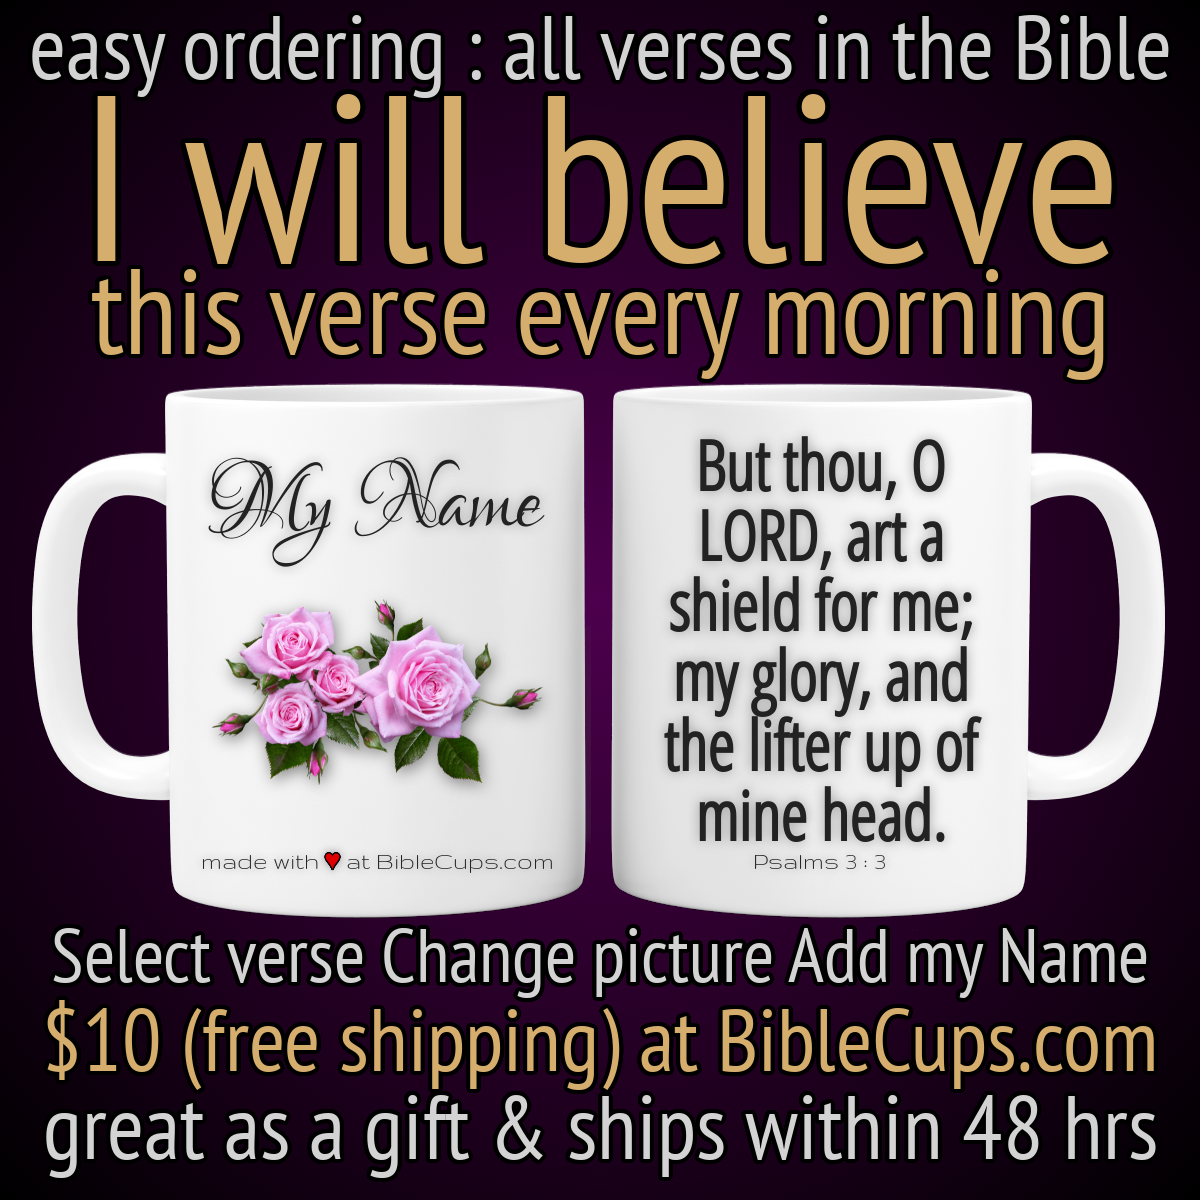 easy ordering : all verses in the Bible
I will believe
this verse every morning
My Name
made with ❤ at BibleCups.com
But thou, O
LORD, art a
shield for me;
my glory, and
the lifter up of
mine head.
Psalms 3 : 3
Select verse Change picture Add my Name
$10 (free shipping) at BibleCups.com
great as a gift & ships within 48 hrs